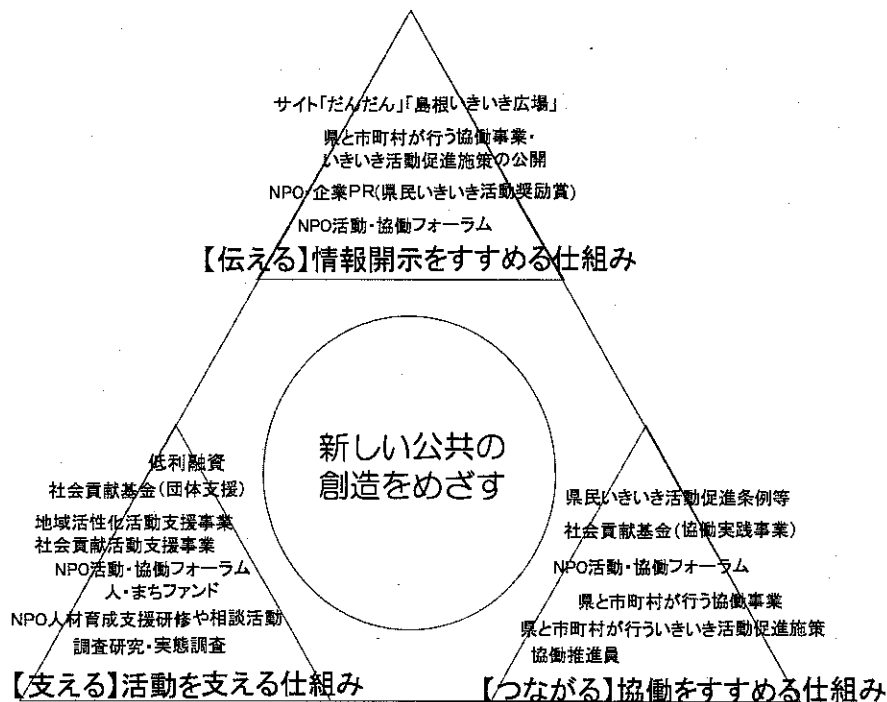 サイト「だんだん」「島根いきいき広場」
県と市町村が行う協働事業・
いきいき活動促進施策の公開
NPO・企業PR(県民いきいき活動奨励賞)
NPO活動・協働フォーラム
【伝える】情報開示をすすめる仕組み
新しい公共の
創造をめざす
低利融資
社会貢献基金(団体支援)
地域活性化活動支援事業
社会貢献活動支援事業
NPO活動・協働フォーラム
人・まちファンド
NPO人材育成支援研修や相談活動
調査研究・実態調査
【支える】活動を支える仕組み
県民いきいき活動促進条例等
社会貢献基金(協働実践事業)
NPO活動・協働フォーラム
県と市町村が行う協働事業
県と市町村が行ういきいき活動促進施策
協働推進員
【つながる】協働をすすめる仕組み